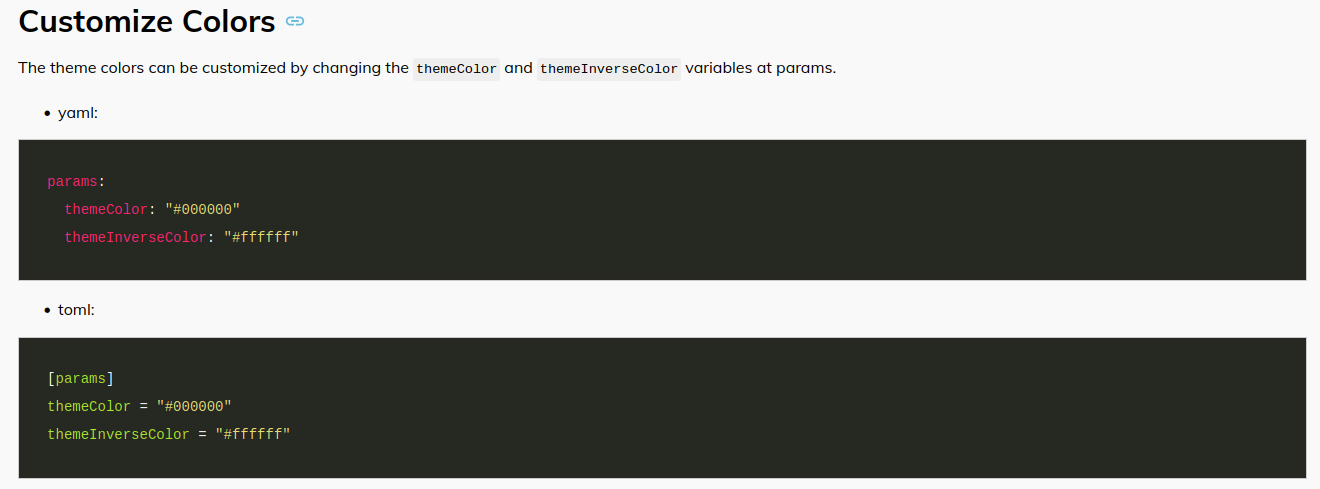 Customize Colors
The theme colors can be customized by changing the themeColor and themeInverseColor variables at params.
• yaml:
params:
  themeColor: "#000000"
  themeInverseColor: "#ffffff"
• toml:
[params]
themeColor = "#000000"
themeInverseColor = "#ffffff"